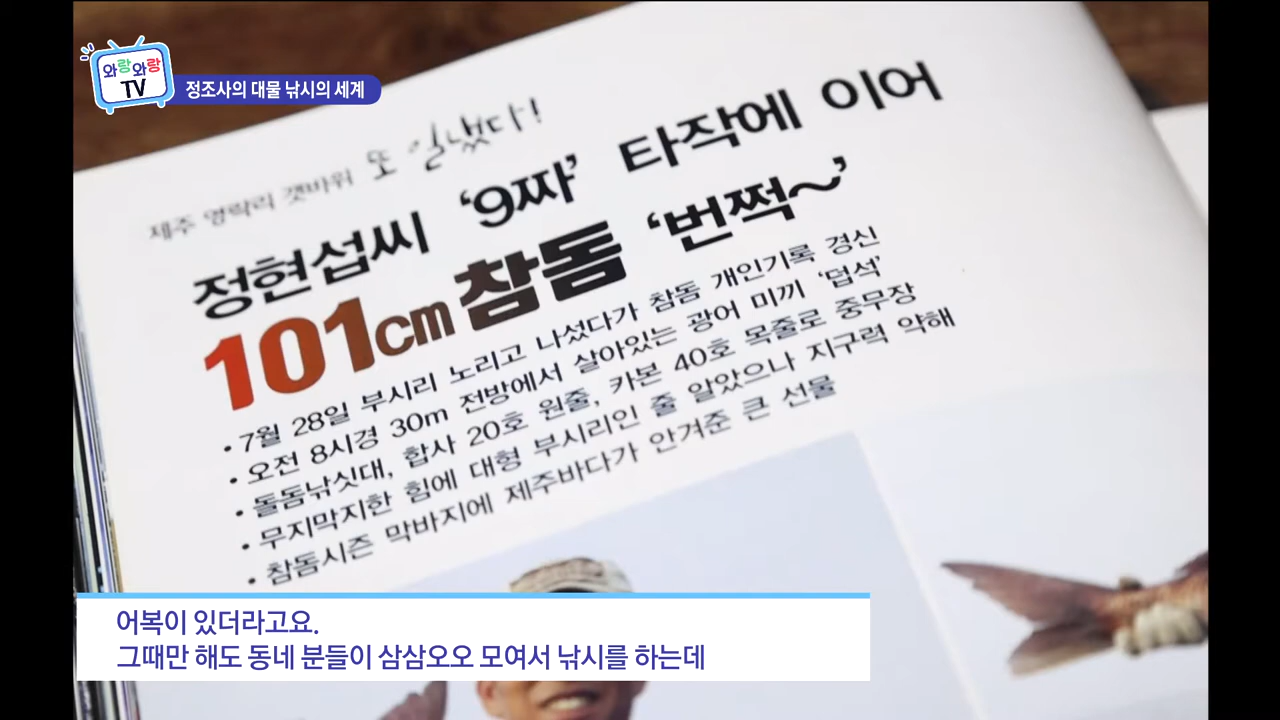 와랑와랑
TV
정조사의 대물 낚시의 세계
제주 영락리 갯바위 또 일냈다!
정현섭씨 ‘9짜’ 타작에 이어
101cm 참돔 ‘번쩍~’
• 7월 28일 부시리 노리고 나섰다가 참돔 개인기록 경신
• 오전 8시경 30m 전방에서 살아있는 광어 미끼 ‘덥석’
• 돌돔낚싯대, 합사 20호 원줄, 카본 40호 목줄로 중무장
• 무지막지한 힘에 대형 부시리인 줄 알았으나 지구력 약해
• 참돔시즌 막바지에 제주바다가 안겨준 큰 선물
어복이 있더라고요.
그때만 해도 동네 분들이 삼삼오오 모여서 낚시를 하는데